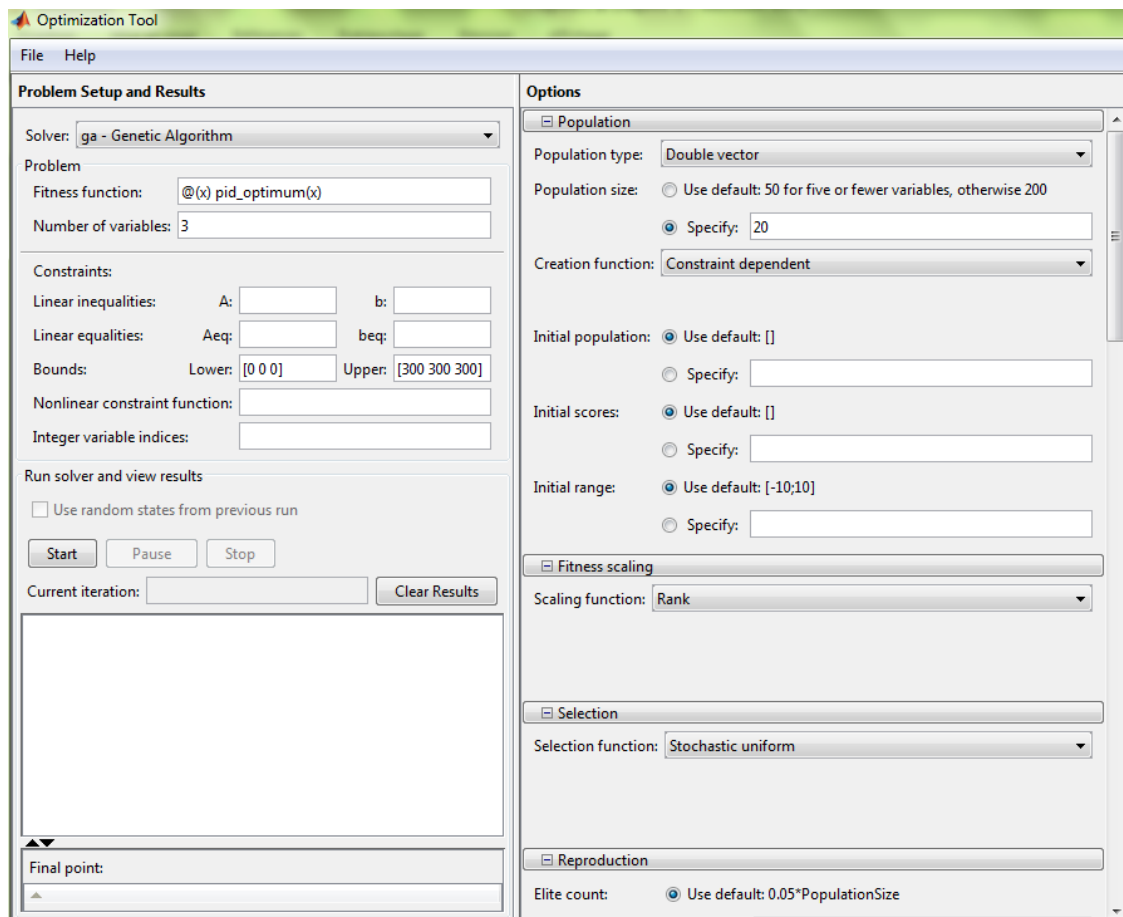 Optimization Tool
File Help
Problem Setup and Results
Solver: ga - Genetic Algorithm
Problem
Fitness function: @(x) pid_optimum(x)
Number of variables: 3
Constraints:
Linear inequalities: A: b:
Linear equalities: Aeq: beq:
Bounds: Lower: [0 0 0] Upper: [300 300 300]
Nonlinear constraint function:
Integer variable indices:
Run solver and view results
Use random states from previous run
Start Pause Stop
Current iteration: Clear Results
Final point:
Options
Population
Population type: Double vector
Population size: Use default: 50 for five or fewer variables, otherwise 200
Specify: 20
Creation function: Constraint dependent
Initial population: Use default: []
Specify:
Initial scores: Use default: []
Specify:
Initial range: Use default: [-10;10]
Specify:
Fitness scaling
Scaling function: Rank
Selection
Selection function: Stochastic uniform
Reproduction
Elite count: Use default: 0.05*PopulationSize